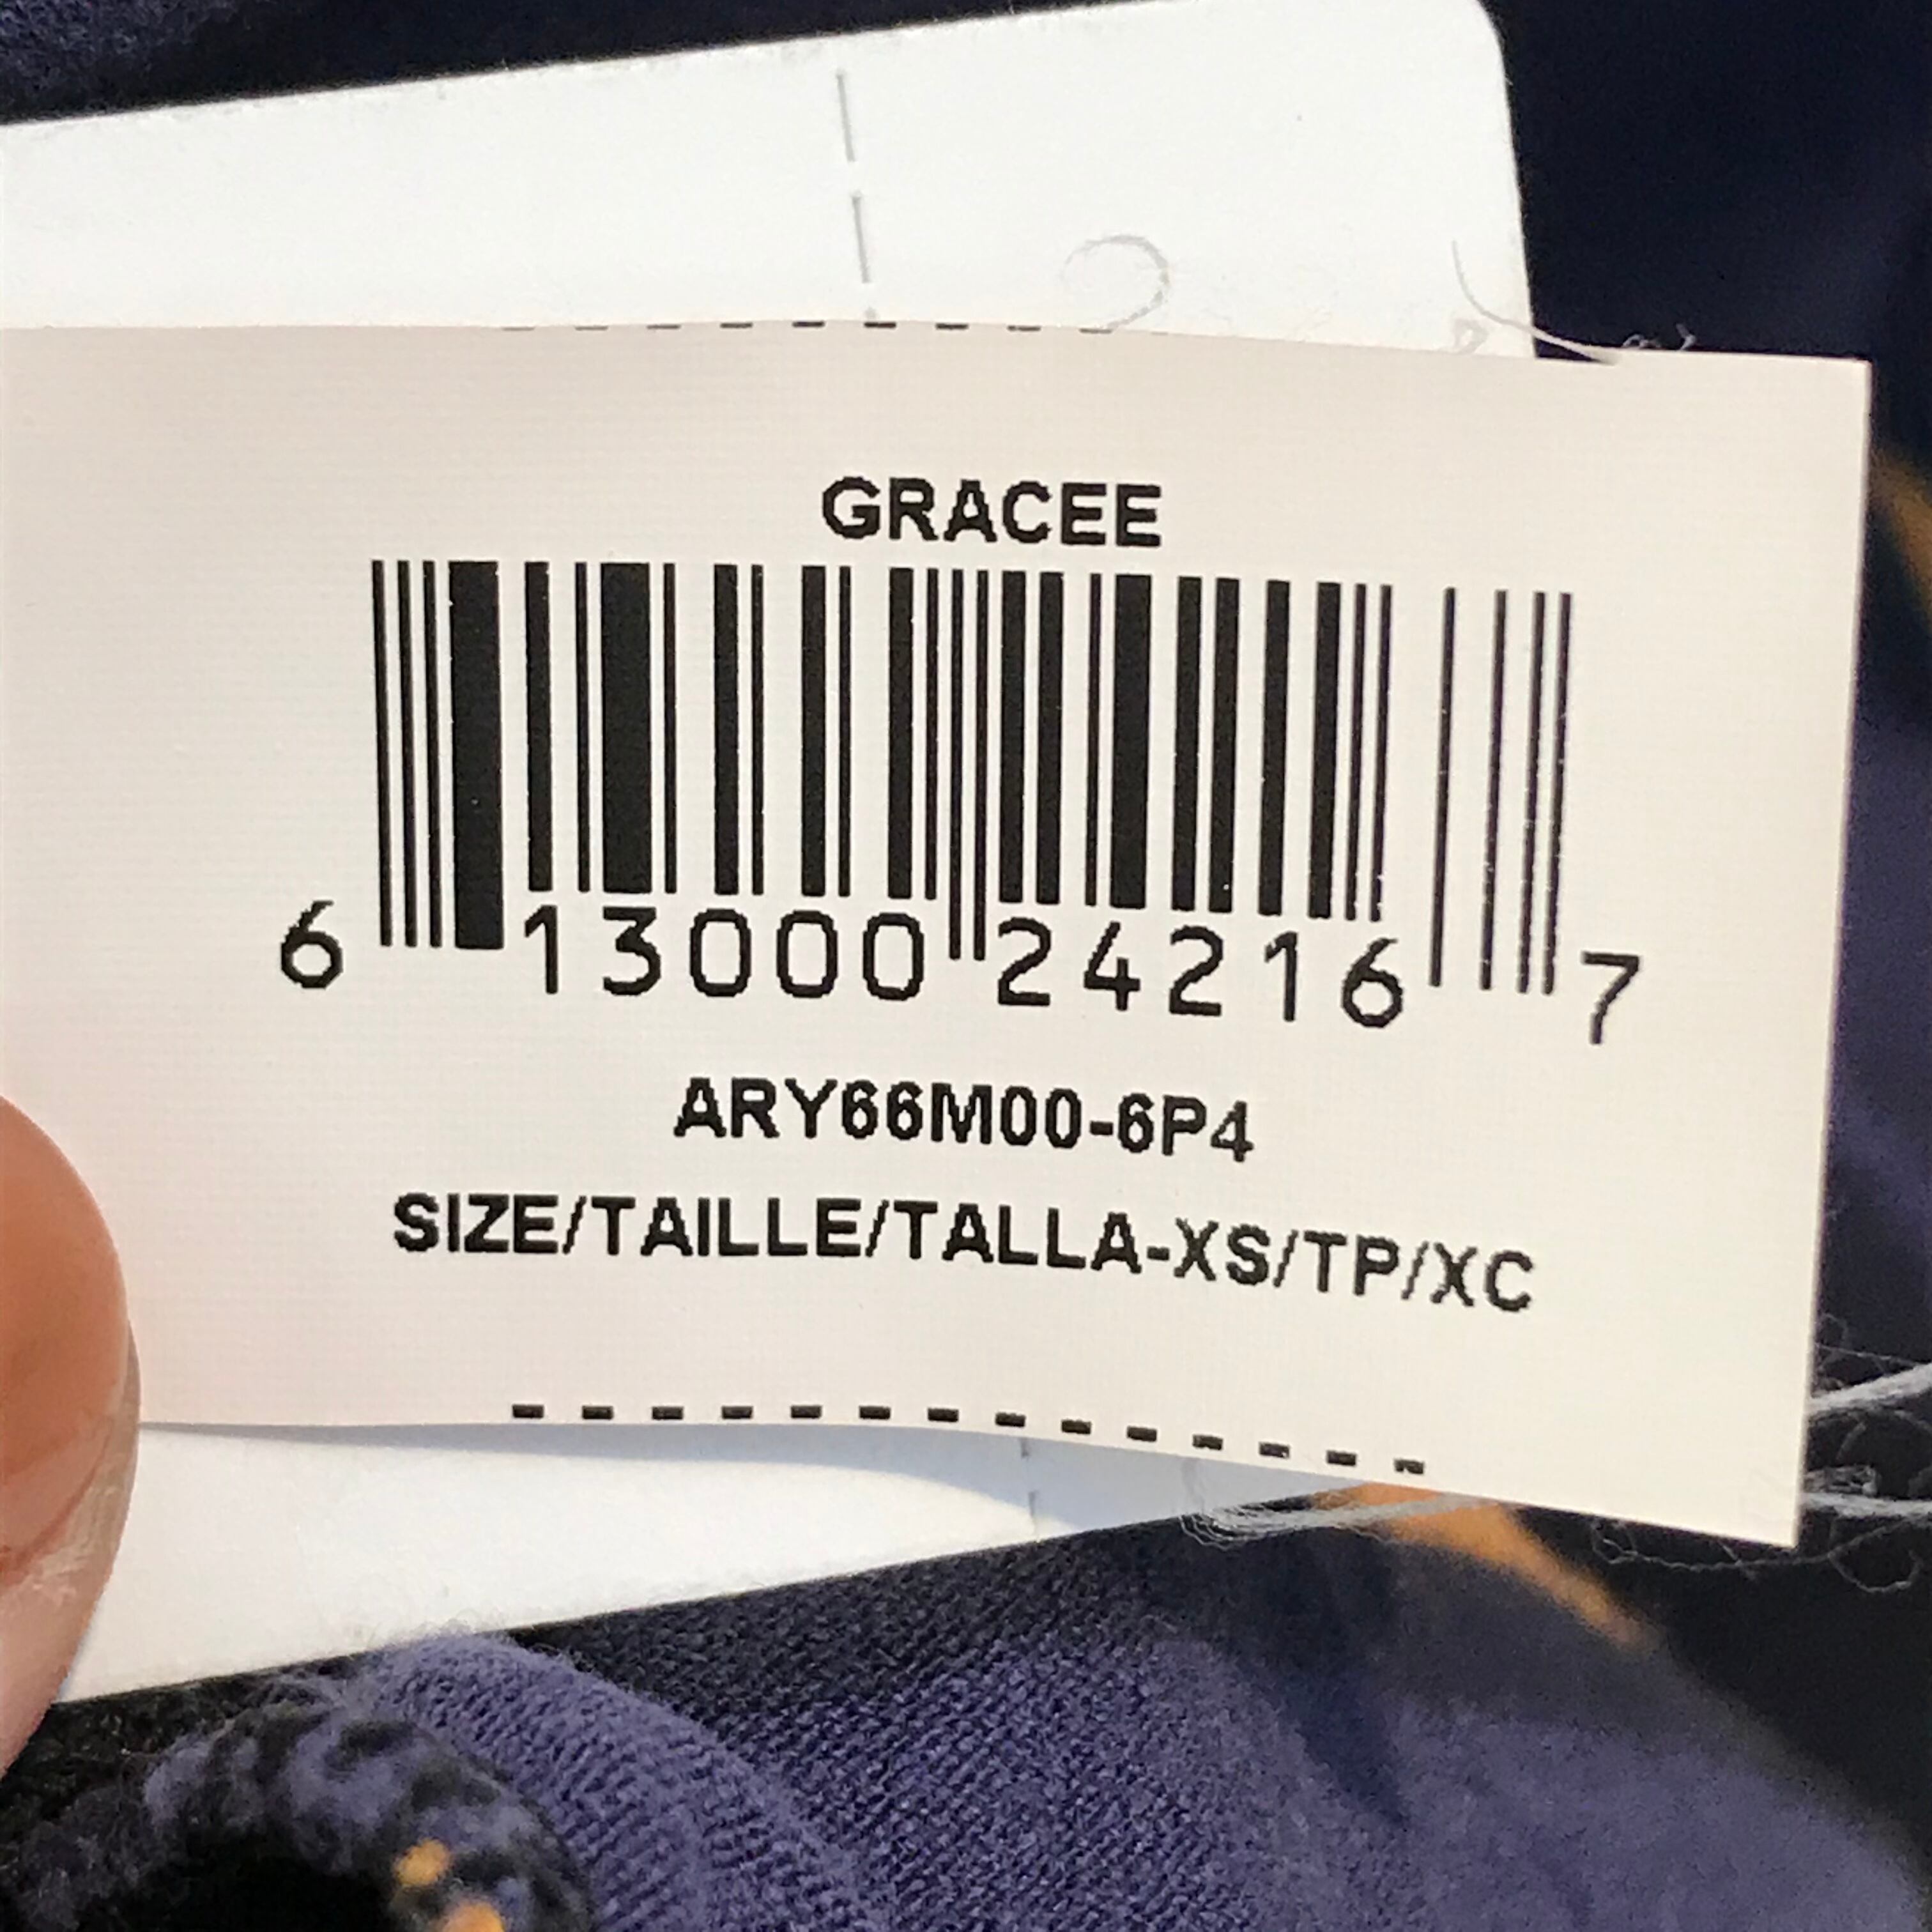 GRACEE
6 13000 24216 7
ARY66M00-6P4
SIZE/TAILLE/TALLA-XS/TP/XC